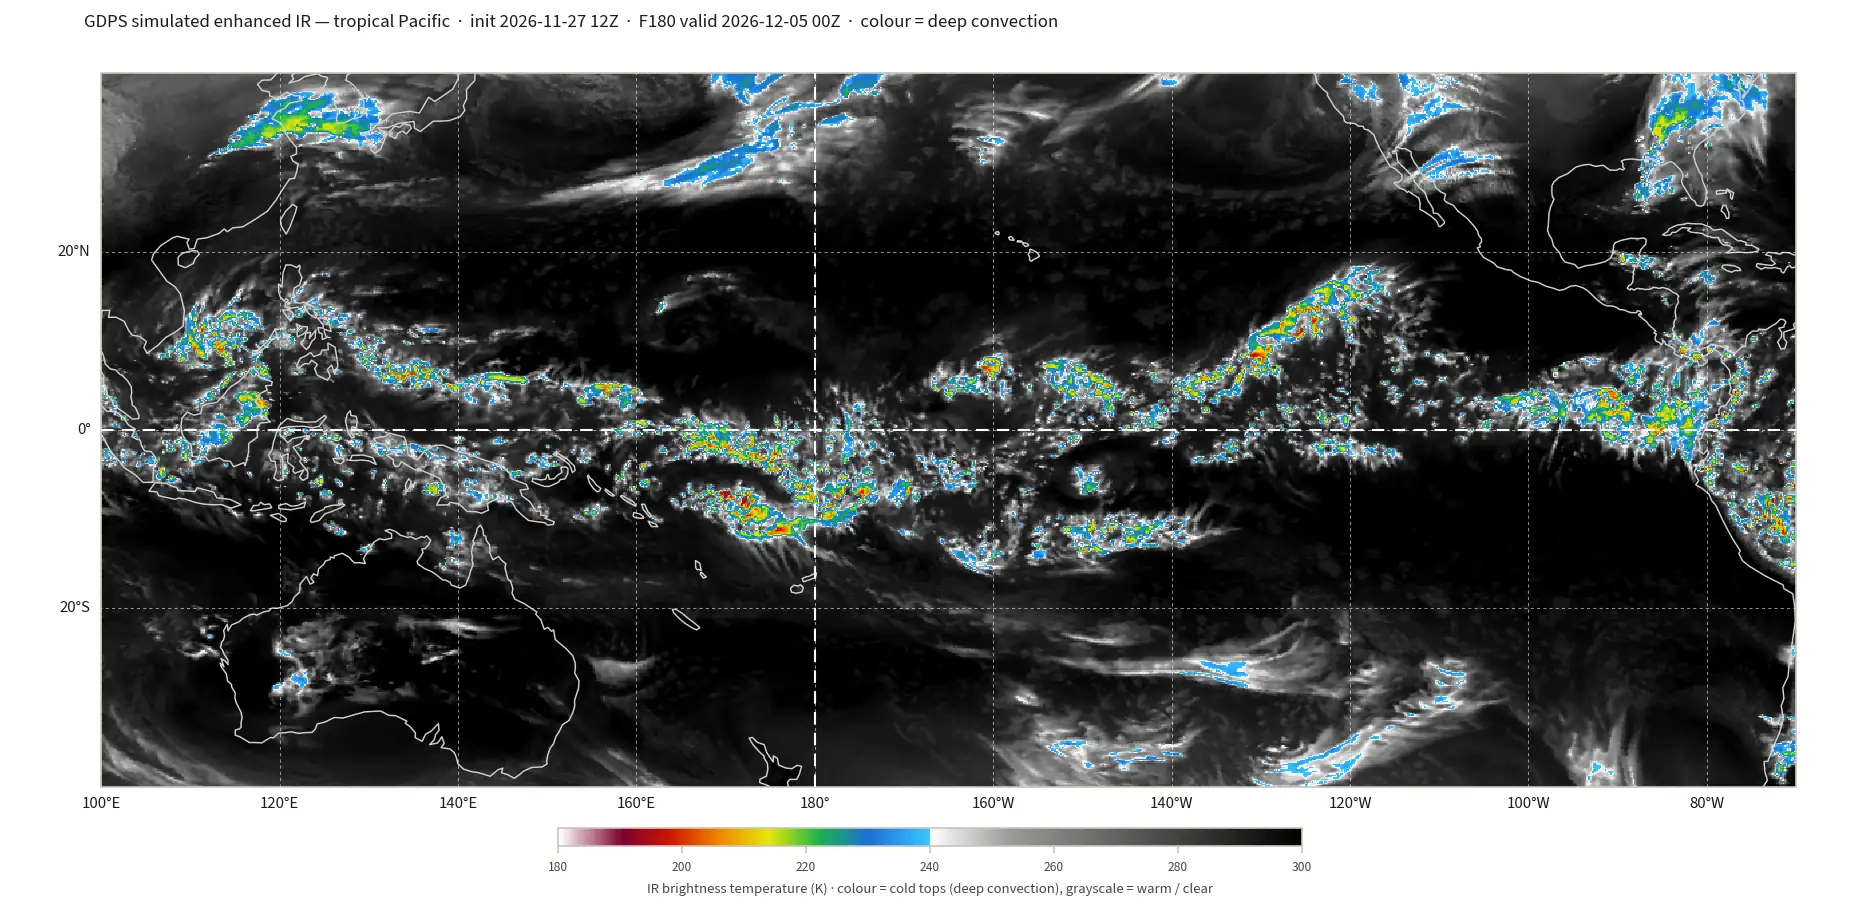 GDPS simulated enhanced IR — tropical Pacific · init 2026-11-27 12Z · F180 valid 2026-12-05 00Z · colour = deep convection
20°N
0°
20°S
100°E 120°E 140°E 160°E 180° 160°W 140°W 120°W 100°W 80°W
180 200 220 240 260 280 300
IR brightness temperature (K) · colour = cold tops (deep convection), grayscale = warm / clear